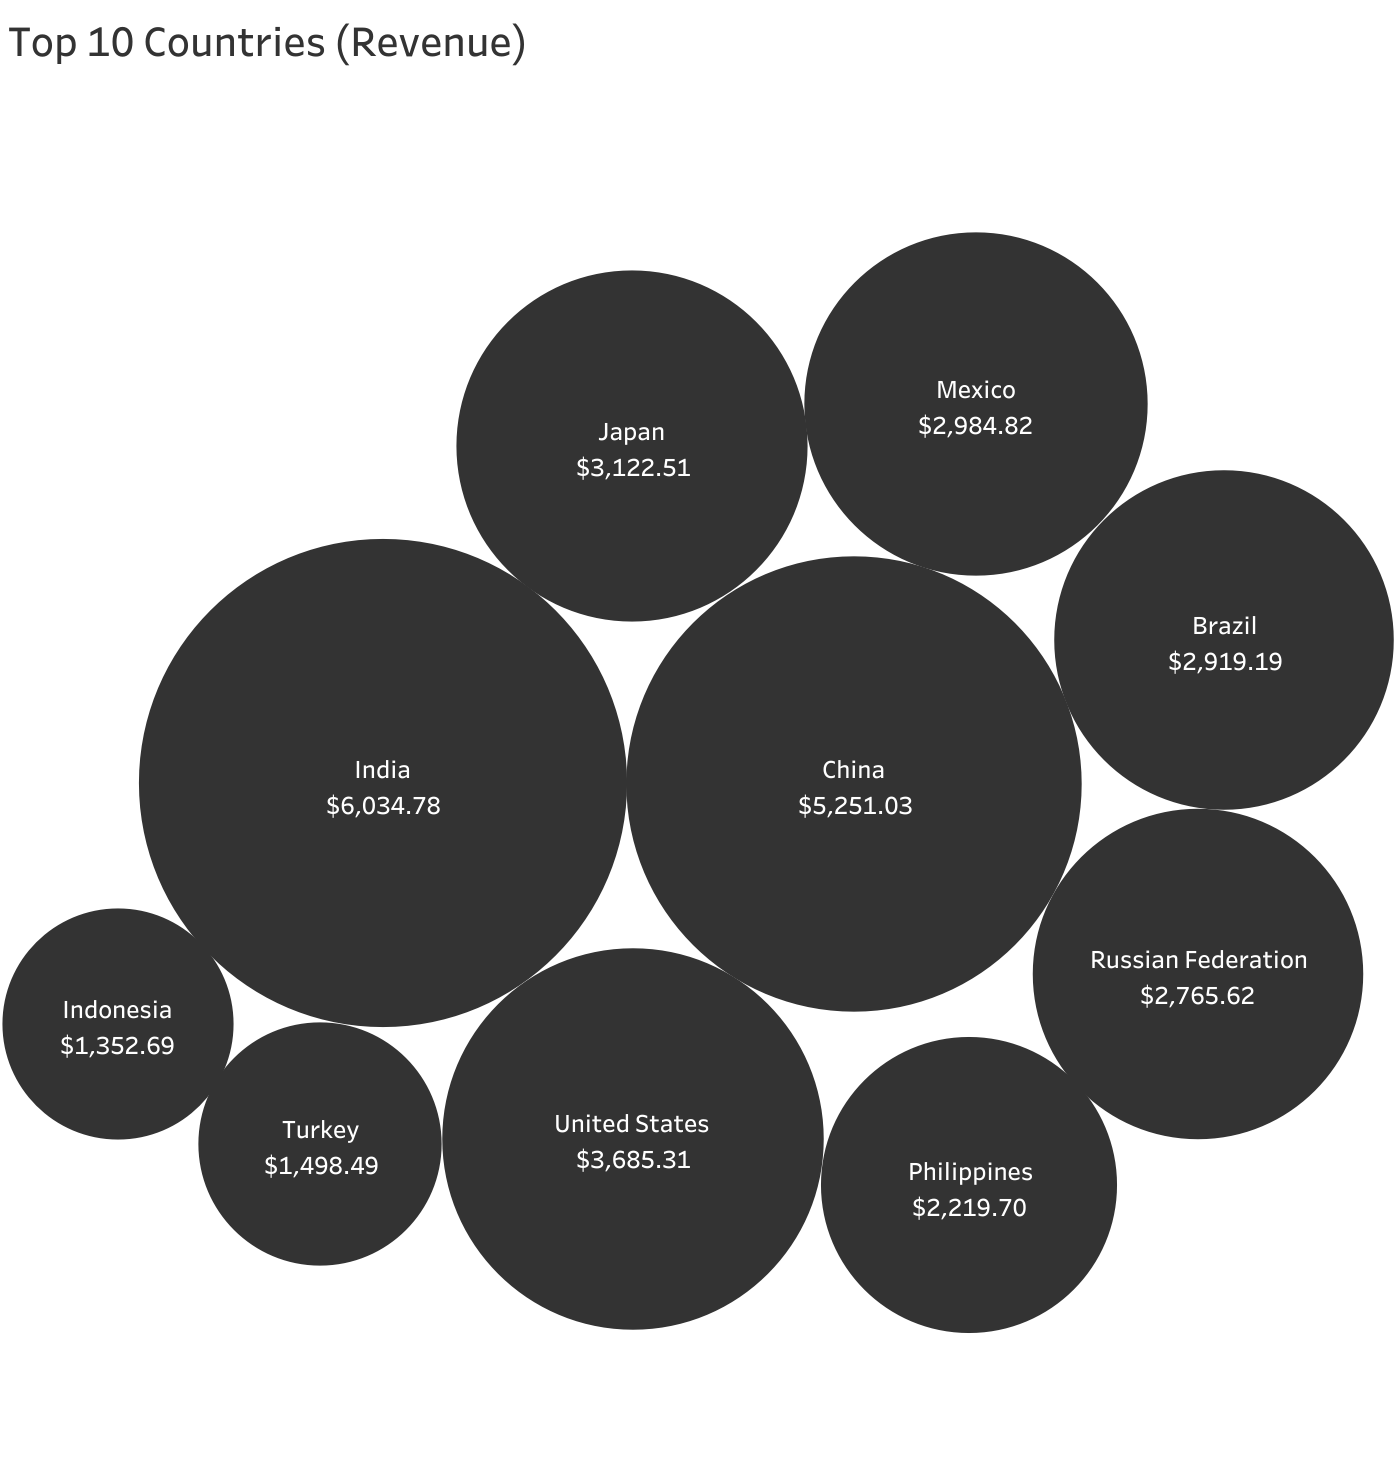 Top 10 Countries (Revenue)
Mexico
$2,984.82
Japan
$3,122.51
Brazil
$2,919.19
India
$6,034.78
China
$5,251.03
Russian Federation
$2,765.62
Indonesia
$1,352.69
Turkey
$1,498.49
United States
$3,685.31
Philippines
$2,219.70